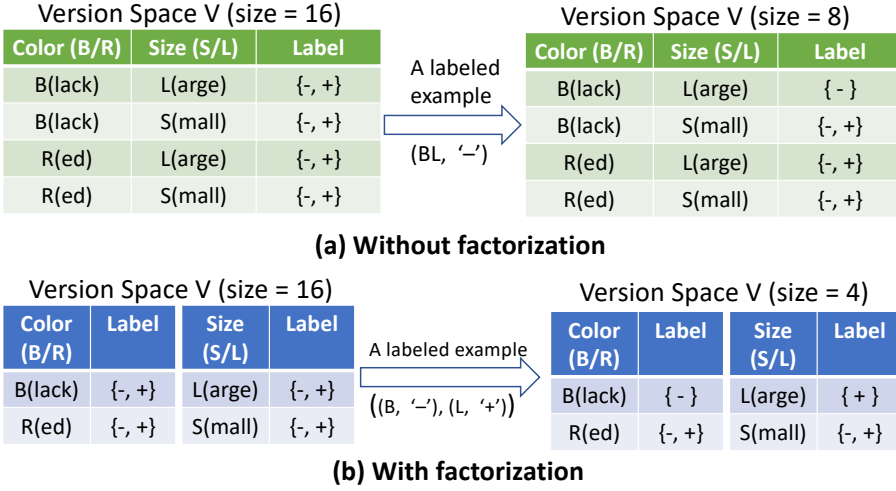 Version Space V (size = 16)
Color (B/R) Size (S/L) Label
B(lack) L(arge) {-, +}
B(lack) S(mall) {-, +}
R(ed) L(arge) {-, +}
R(ed) S(mall) {-, +}
A labeled
example
(BL, ‘–’)
Version Space V (size = 8)
Color (B/R) Size (S/L) Label
B(lack) L(arge) { - }
B(lack) S(mall) {-, +}
R(ed) L(arge) {-, +}
R(ed) S(mall) {-, +}
(a) Without factorization
Version Space V (size = 16)
Color Label Size Label
(B/R) (S/L)
B(lack) {-, +} L(arge) {-, +}
R(ed) {-, +} S(mall) {-, +}
A labeled example
((B, ‘–’), (L, ‘+’))
Version Space V (size = 4)
Color Label Size Label
(B/R) (S/L)
B(lack) { - } L(arge) { + }
R(ed) {-, +} S(mall) {-, +}
(b) With factorization